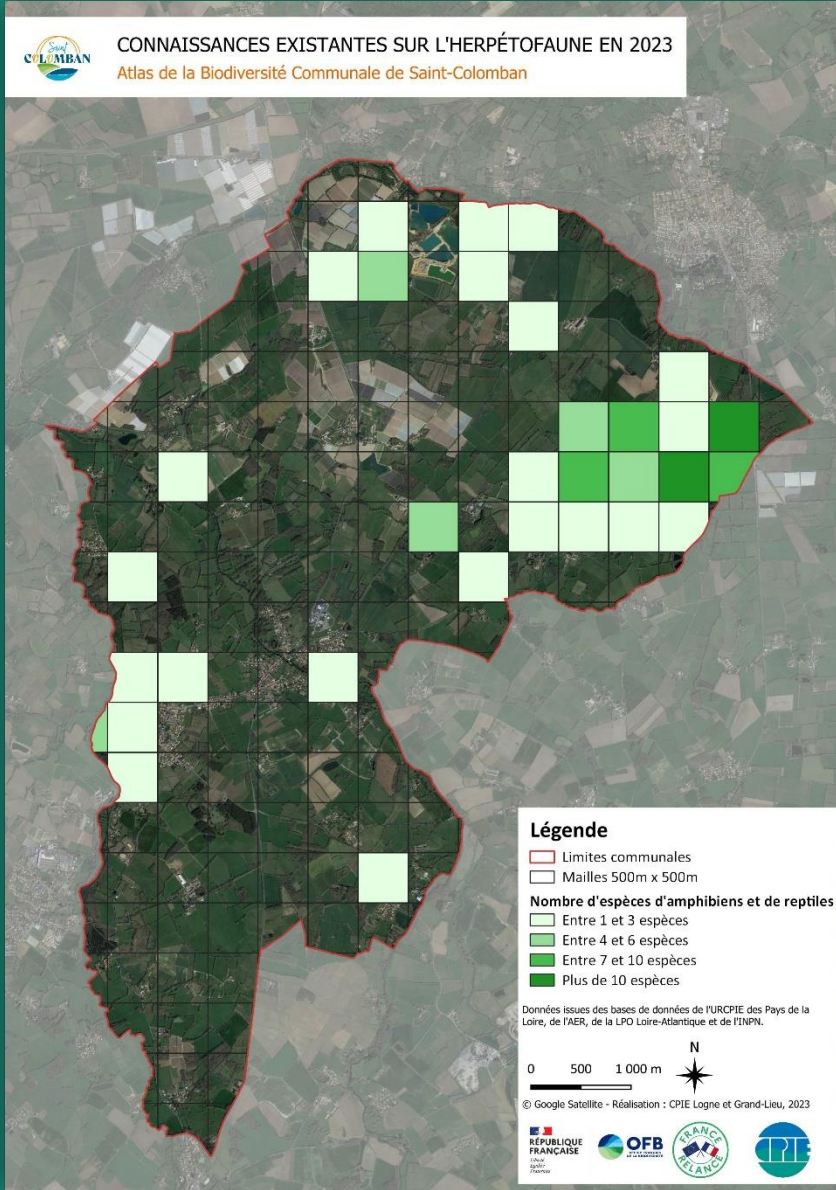 Saint
COLOMBAN
CONNAISSANCES EXISTANTES SUR L'HERPÉTOFAUNE EN 2023
Atlas de la Biodiversité Communale de Saint-Colomban
Légende
Limites communales
Mailles 500m x 500m
Nombre d'espèces d'amphibiens et de reptiles
Entre 1 et 3 espèces
Entre 4 et 6 espèces
Entre 7 et 10 espèces
Plus de 10 espèces
Données issues des bases de données de l'URCPIE des Pays de la
Loire, de l'AER, de la LPO Loire-Atlantique et de l'INPN.
N
0 500 1 000 m
© Google Satellite - Réalisation : CPIE Logne et Grand-Lieu, 2023
RÉPUBLIQUE
FRANÇAISE
Liberté
Égalité
Fraternité
OFB
FRANCE
RELANCE
CPIE